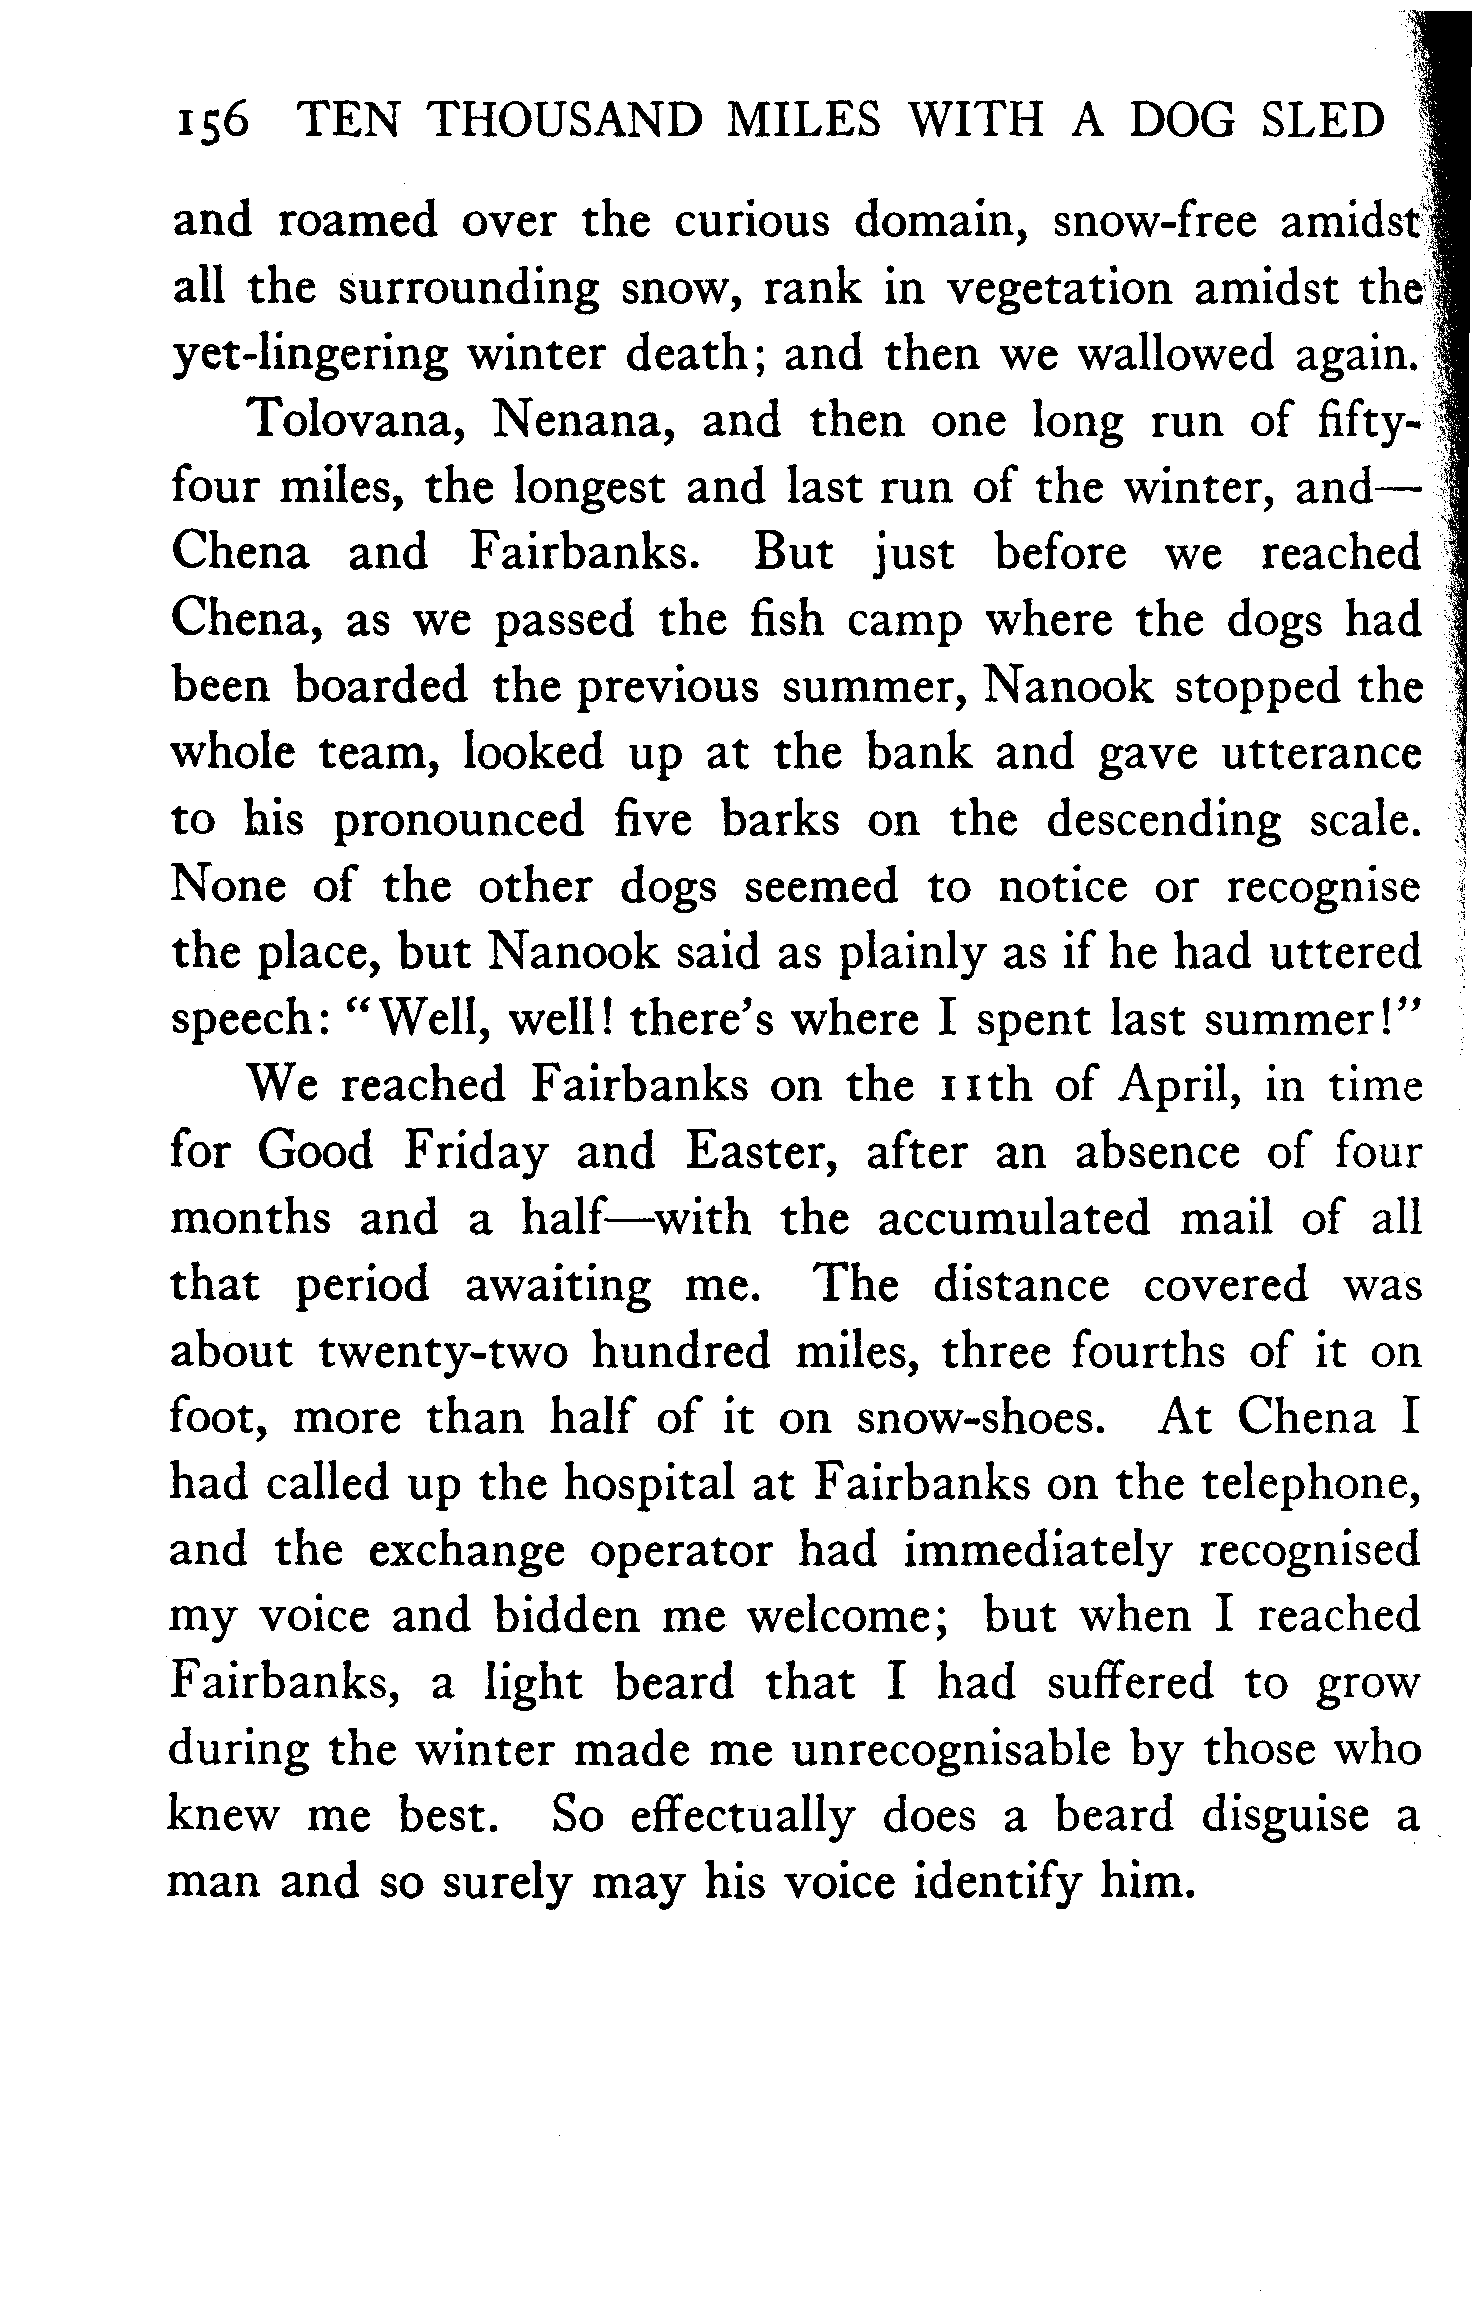 156 TEN THOUSAND MILES WITH A DOG SLED
and roamed over the curious domain, snow-free amidst
all the surrounding snow, rank in vegetation amidst the
yet-lingering winter death; and then we wallowed again.
Tolovana, Nenana, and then one long run of fifty-
four miles, the longest and last run of the winter, and—
Chena and Fairbanks. But just before we reached
Chena, as we passed the fish camp where the dogs had
been boarded the previous summer, Nanook stopped the
whole team, looked up at the bank and gave utterance
to his pronounced five barks on the descending scale.
None of the other dogs seemed to notice or recognise
the place, but Nanook said as plainly as if he had uttered
speech: "Well, well! there's where I spent last summer!"
We reached Fairbanks on the 11th of April, in time
for Good Friday and Easter, after an absence of four
months and a half—with the accumulated mail of all
that period awaiting me. The distance covered was
about twenty-two hundred miles, three fourths of it on
foot, more than half of it on snow-shoes. At Chena I
had called up the hospital at Fairbanks on the telephone,
and the exchange operator had immediately recognised
my voice and bidden me welcome; but when I reached
Fairbanks, a light beard that I had suffered to grow
during the winter made me unrecognisable by those who
knew me best. So effectually does a beard disguise a
man and so surely may his voice identify him.